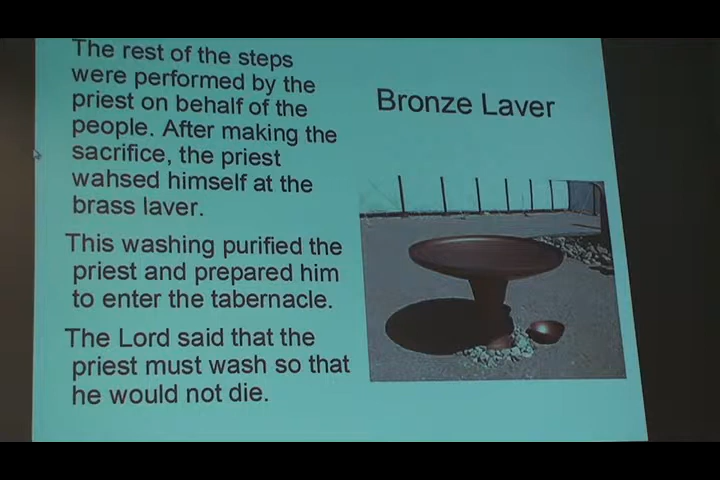 The rest of the steps
were performed by the
priest on behalf of the
people. After making the
sacrifice, the priest
wahsed himself at the
brass laver.
This washing purified the
priest and prepared him
to enter the tabernacle.
The Lord said that the
priest must wash so that
he would not die.
Bronze Laver